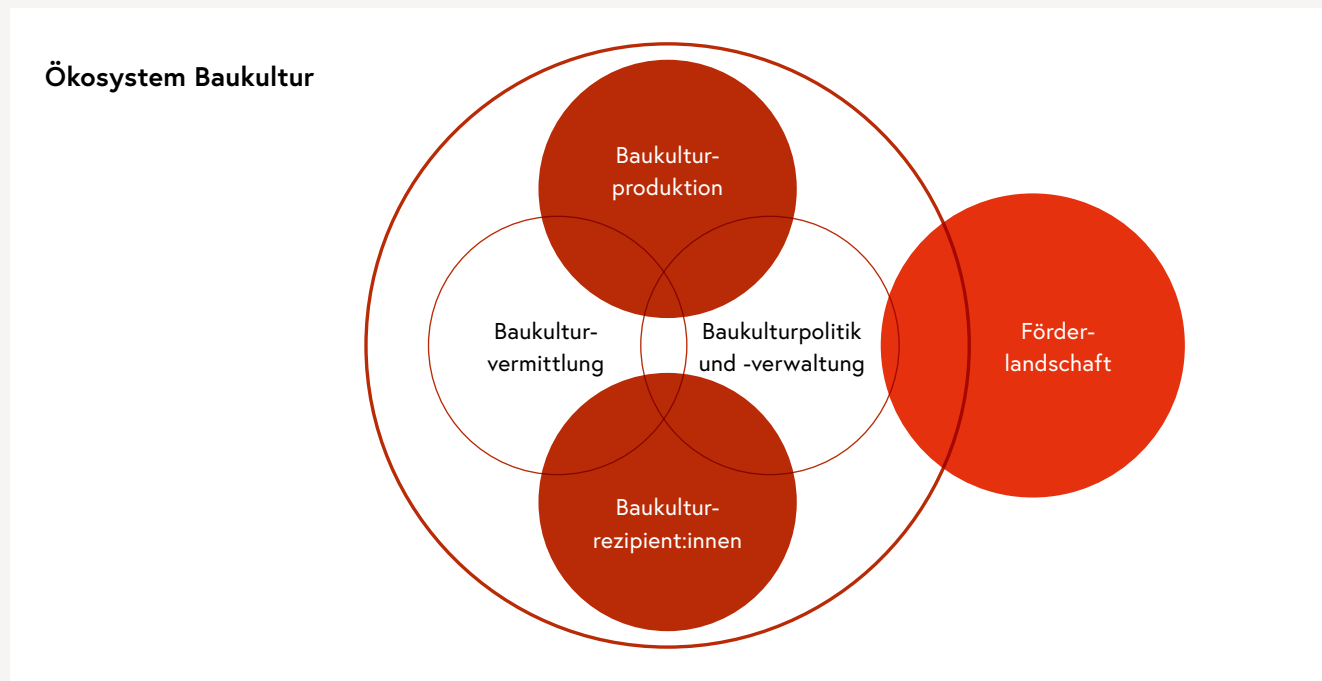 Ökosystem Baukultur
Baukultur-
produktion
Baukultur-
vermittlung
Baukulturpolitik
und -verwaltung
Förder-
landschaft
Baukultur-
rezipient:innen